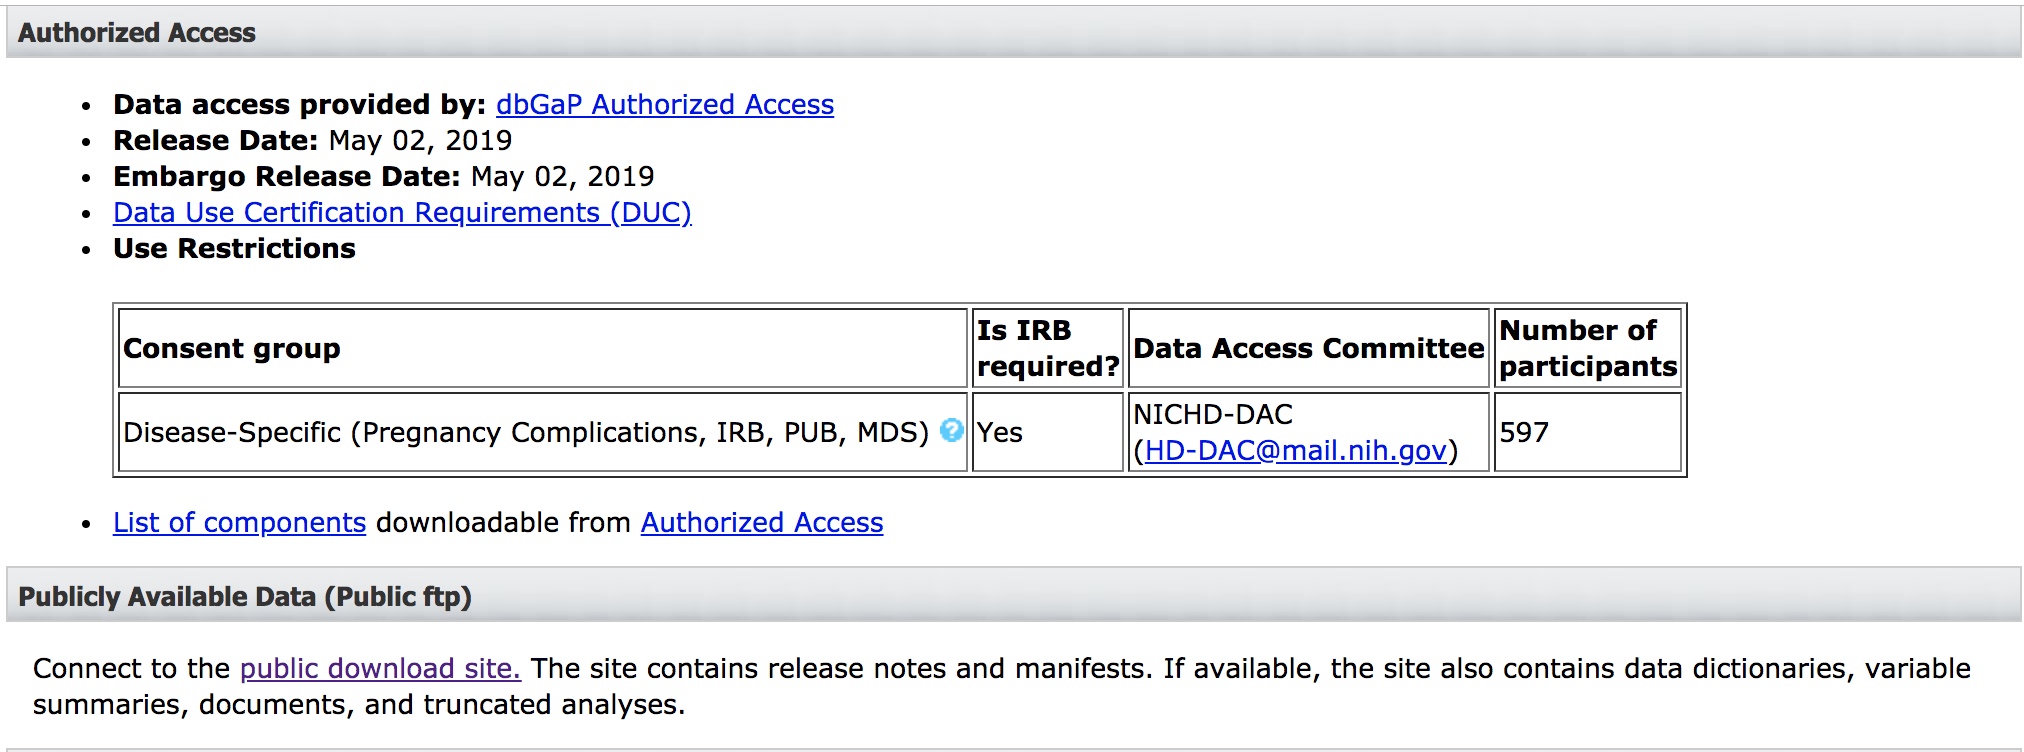 Authorized Access
Data access provided by: dbGaP Authorized Access
Release Date: May 02, 2019
Embargo Release Date: May 02, 2019
Data Use Certification Requirements (DUC)
Use Restrictions
Consent group
Is IRB
required?
Data Access Committee
Number of
participants
Disease-Specific (Pregnancy Complications, IRB, PUB, MDS) ?
Yes
NICHD-DAC
(HD-DAC@mail.nih.gov)
597
List of components downloadable from Authorized Access
Publicly Available Data (Public ftp)
Connect to the public download site. The site contains release notes and manifests. If available, the site also contains data dictionaries, variable
summaries, documents, and truncated analyses.